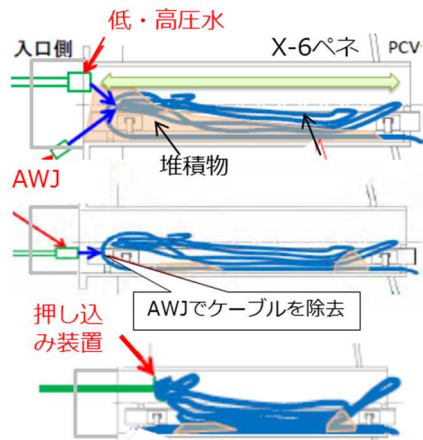 低・高圧水
入口側
X-6ペネ
PCV
堆積物
AWJ
AWJでケーブルを除去
押し込
み装置